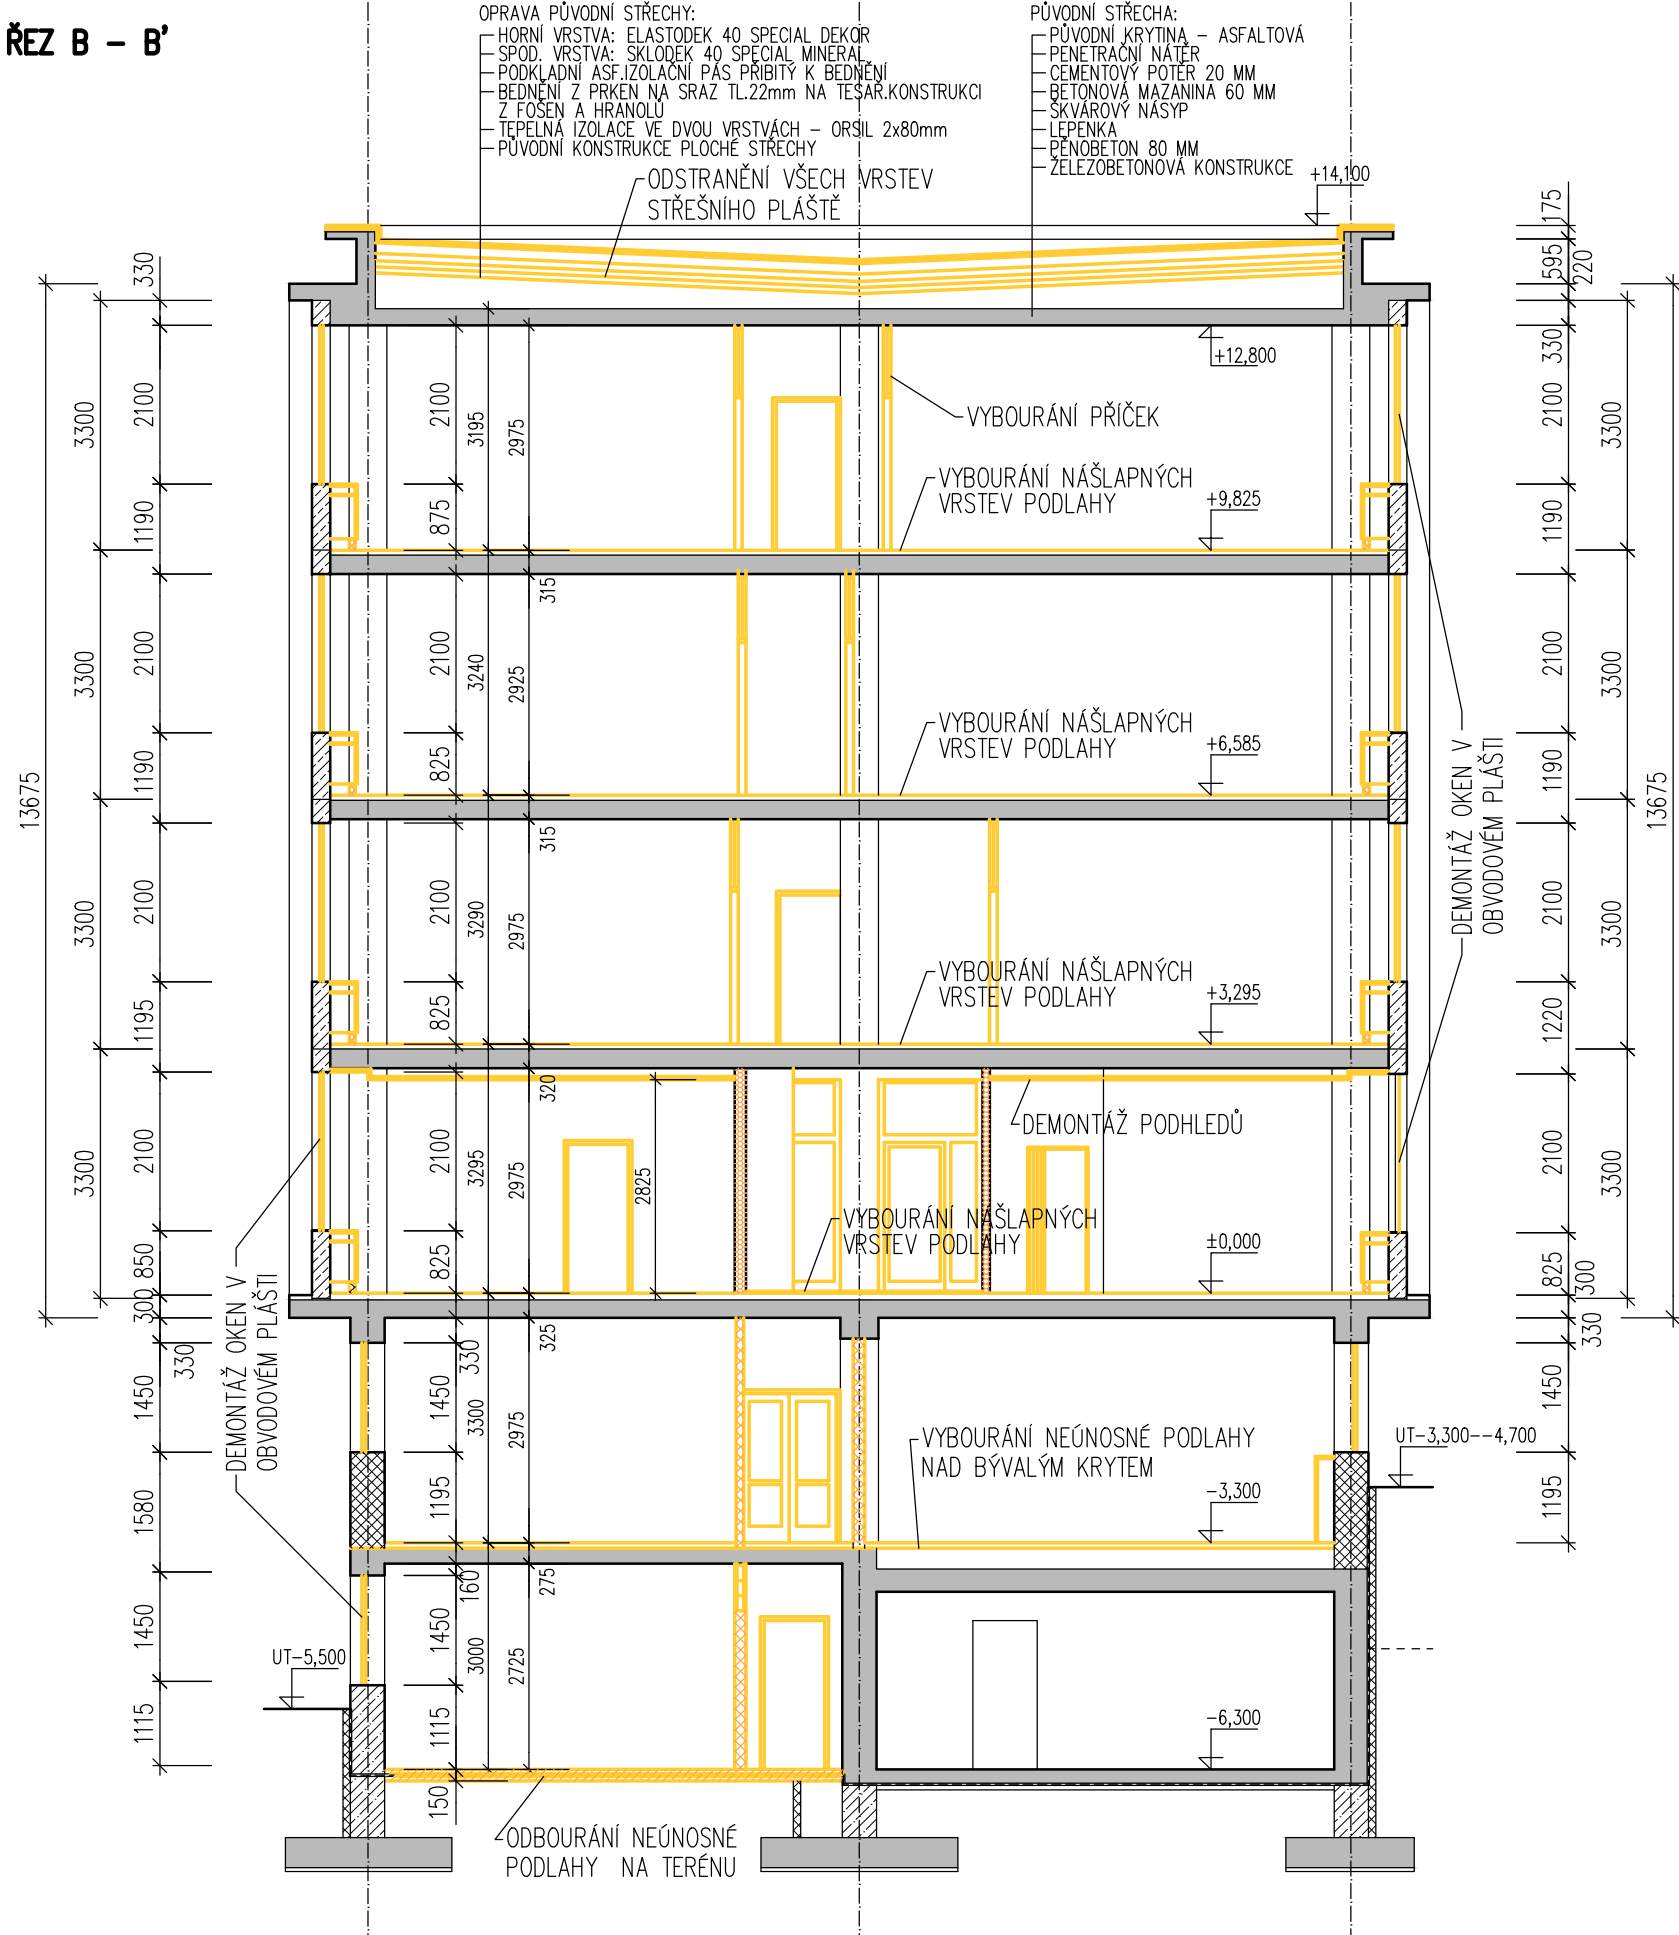 ŘEZ B – B'
OPRAVA PŮVODNÍ STŘECHY:
HORNÍ VRSTVA: ELASTODEK 40 SPECIAL DEKOR
SPOD. VRSTVA: SKLODEK 40 SPECIAL MINERAL
PODKLADNÍ ASF.IZOLAČNÍ PÁS PŘIBITÝ K BEDNĚNÍ
BEDNĚNÍ Z PRKEN NA SRAZ TL.22mm NA TESAŘ.KONSTRUKCI
Z FOŠEN A HRANOLŮ
TEPELNÁ IZOLACE VE DVOU VRSTVÁCH – ORSIL 2x80mm
PŮVODNÍ KONSTRUKCE PLOCHÉ STŘECHY
ODSTRANĚNÍ VŠECH VRSTEV
STŘEŠNÍHO PLÁŠTĚ
PŮVODNÍ STŘECHA:
PŮVODNÍ KRYTINA – ASFALTOVÁ
PENETRAČNÍ NÁTĚR
CEMENTOVÝ POTĚR 20 MM
BETONOVÁ MAZANINA 60 MM
ŠKVÁROVÝ NÁSYP
LEPENKA
PĚNOBETON 80 MM
ŽELEZOBETONOVÁ KONSTRUKCE
+14,100
+12,800
VYBOURÁNÍ PŘÍČEK
VYBOURÁNÍ NÁŠLAPNÝCH
VRSTEV PODLAHY
+9,825
VYBOURÁNÍ NÁŠLAPNÝCH
VRSTEV PODLAHY
+6,585
VYBOURÁNÍ NÁŠLAPNÝCH
VRSTEV PODLAHY
+3,295
DEMONTÁŽ PODHLEDŮ
VYBOURÁNÍ NÁŠLAPNÝCH
VRSTEV PODLAHY
±0,000
VYBOURÁNÍ NEÚNOSNÉ PODLAHY
NAD BÝVALÝM KRYTEM
-3,300
UT-3,300--4,700
UT-5,500
-6,300
ODBOURÁNÍ NEÚNOSNÉ
PODLAHY NA TERÉNU
DEMONTÁŽ OKEN V
OBVODOVÉM PLÁŠTI
DEMONTÁŽ OKEN V
OBVODOVÉM PLÁŠTI
13675
3300
3300
3300
3300
330
2100
1190
2100
1190
2100
1195
2100
850
300
330
1450
1580
1450
1115
2100
875
2100
825
2100
825
2100
825
330
1450
1195
160
1450
1115
150
3195
3240
3290
3295
3300
3000
2975
315
2925
315
2975
320
2975
325
2975
275
2725
2825
175
595
220
330
2100
1190
2100
1190
2100
1220
2100
825
300
330
1450
1195
3300
3300
3300
3300
13675